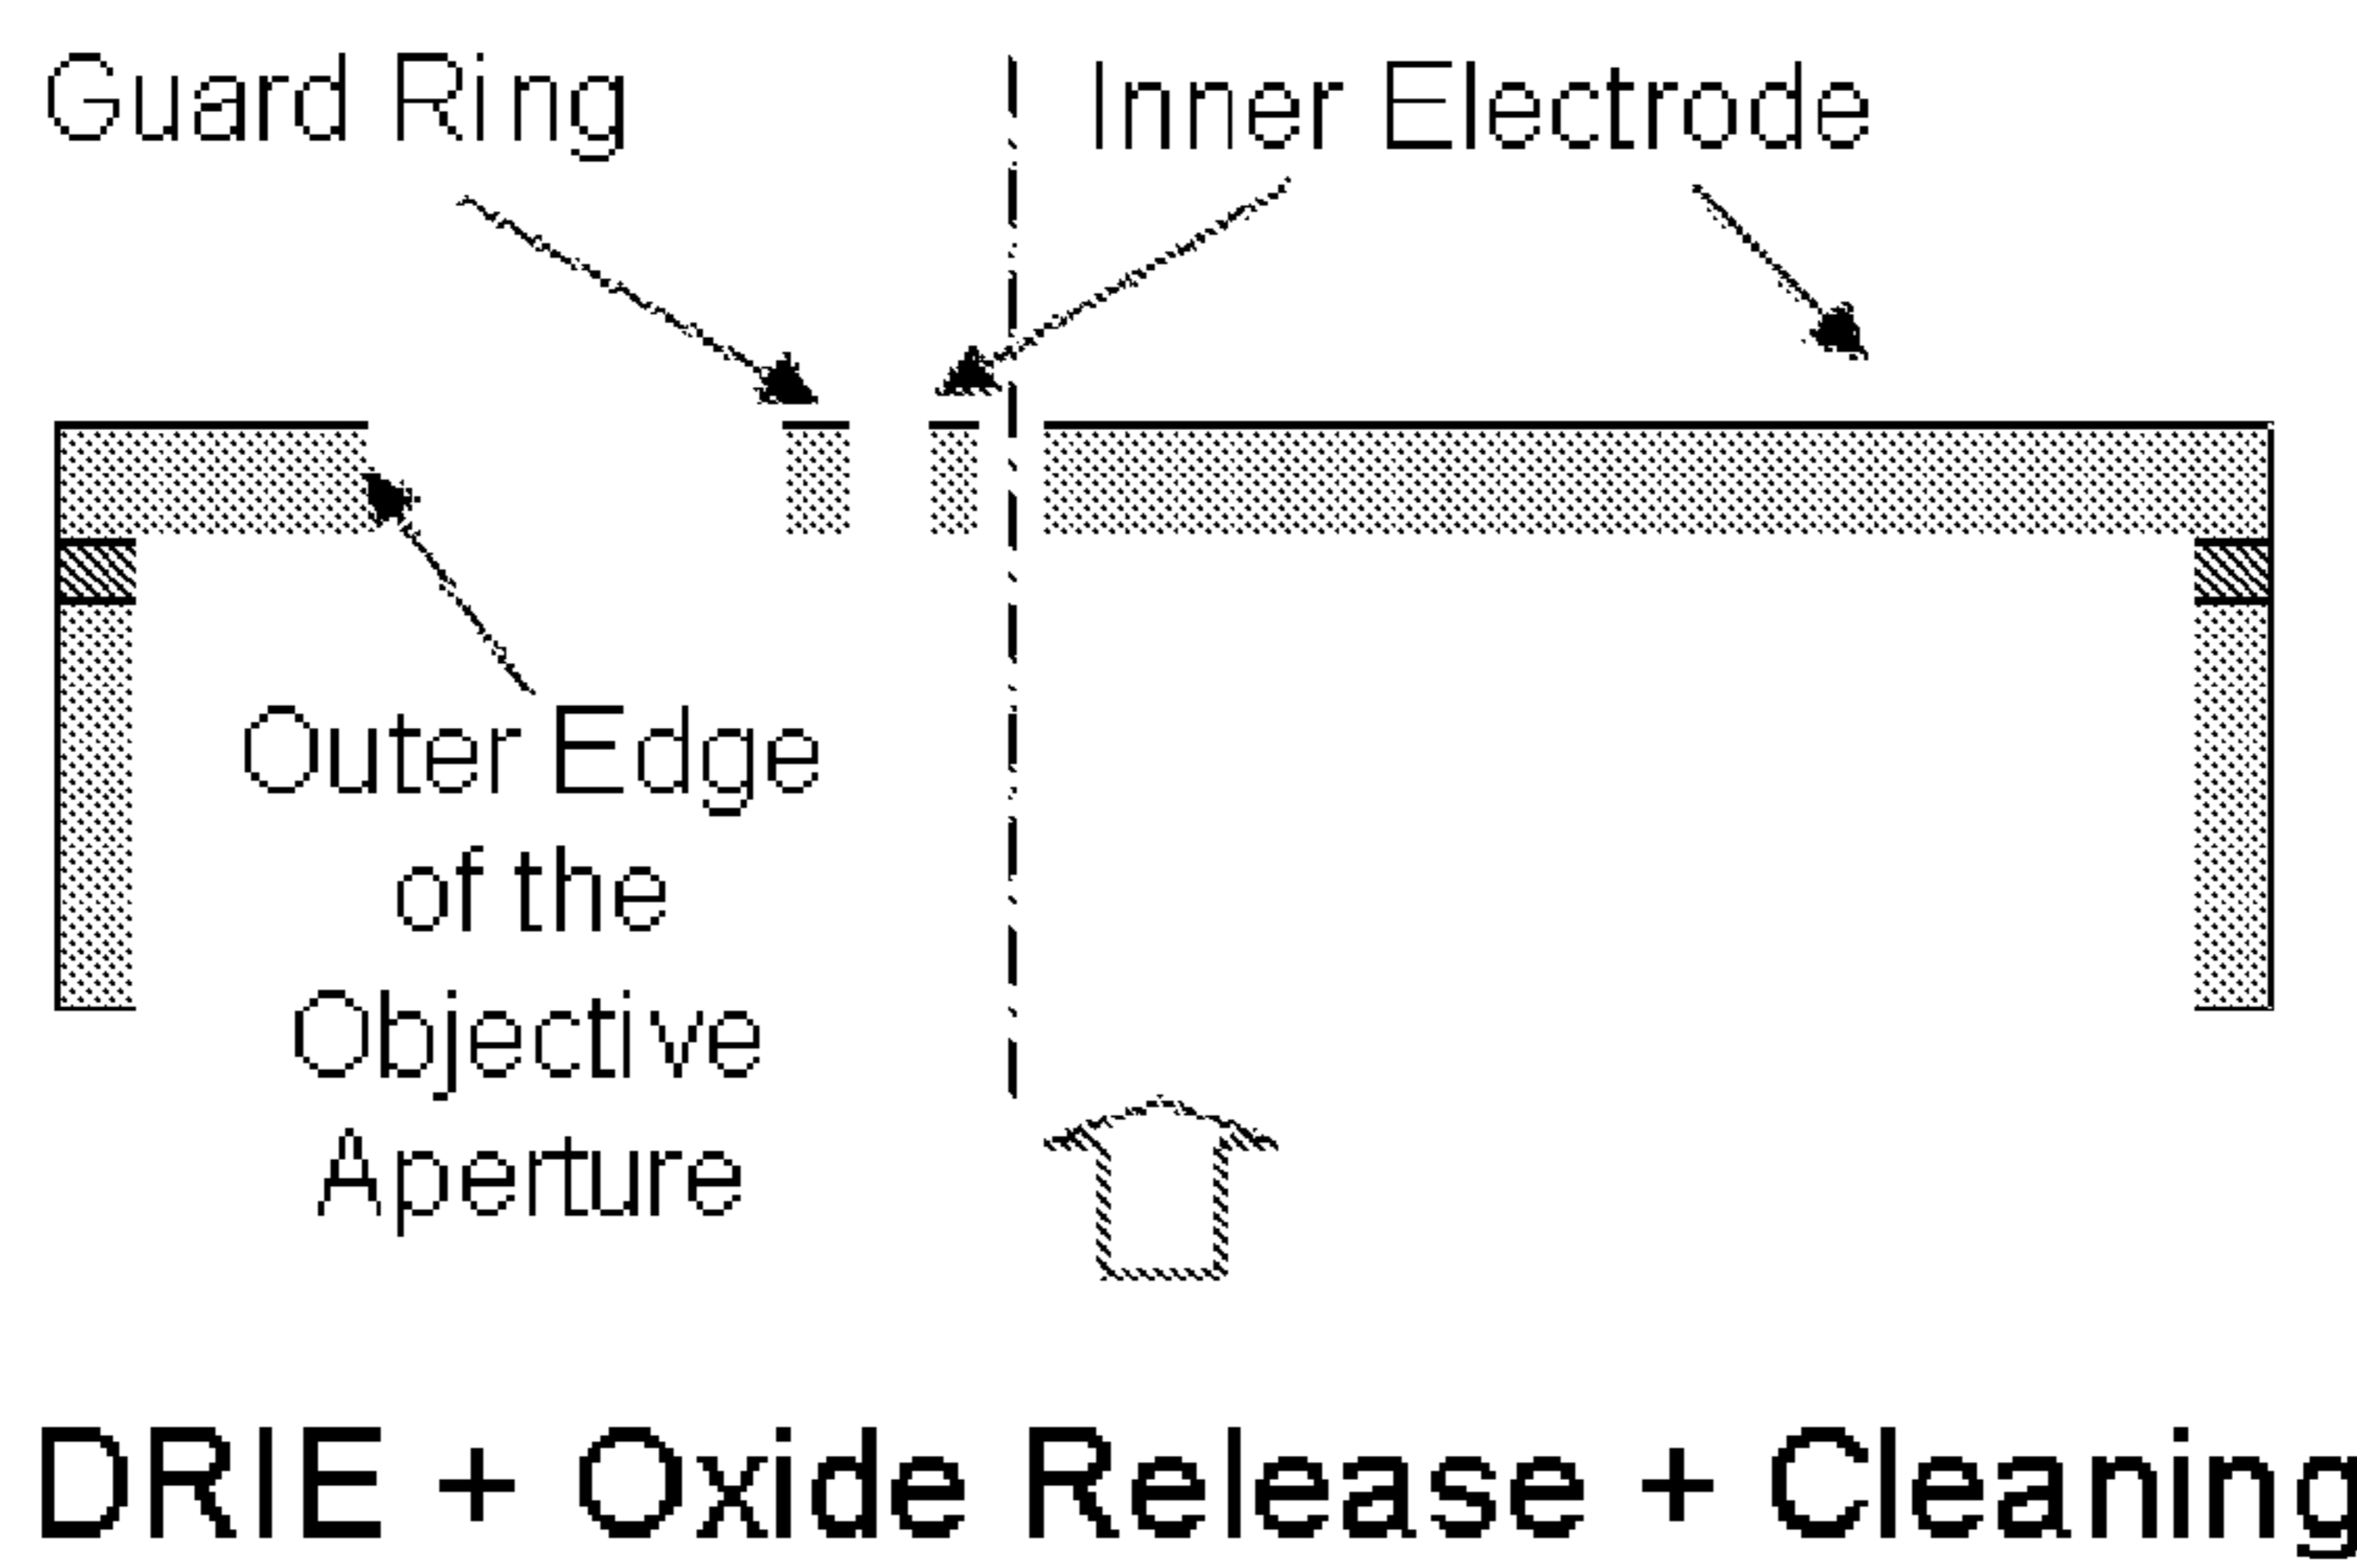 Guard Ring
Inner Electrode
Outer Edge
of the
Objective
Aperture
DRIE + Oxide Release + Cleaning